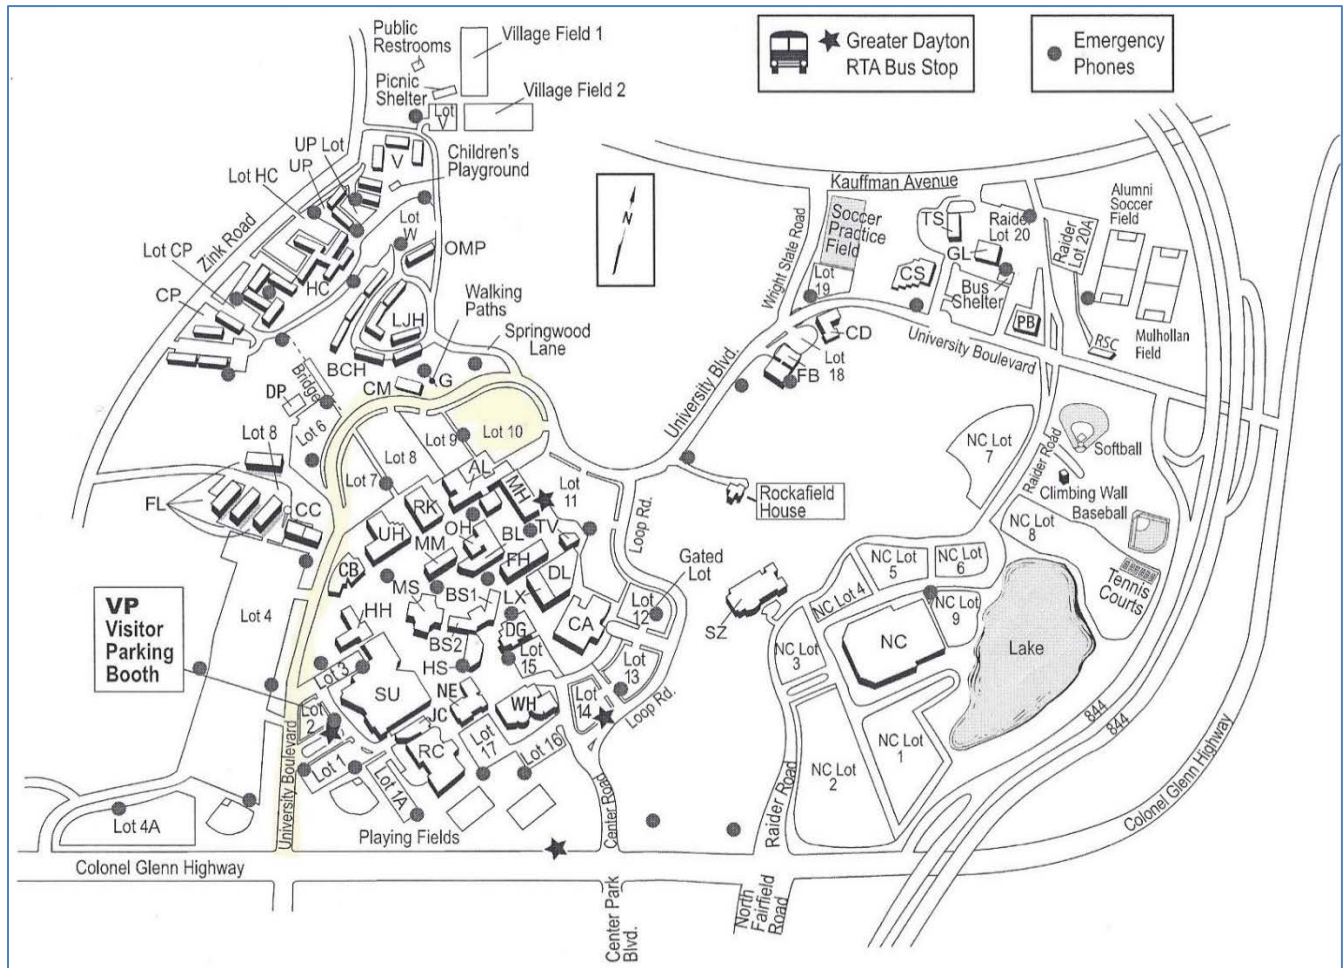 Public
Restrooms
Village Field 1
Picnic
Shelter
Lot
V
Village Field 2
Greater Dayton
RTA Bus Stop
Emergency
Phones
UP Lot
UP
V
Children's
Playground
Lot HC
Lot
W
OMP
Zink Road
Lot CP
CP
HC
LJH
Walking
Paths
Springwood
Lane
BCH
CM
G
Bridge
DP
N
Kauffman Avenue
Wright State Road
Soccer
Practice
Field
Lot
19
TS
GL
CS
Raider
Lot 20
Raider
Lot 20A
Alumni
Soccer
Field
Bus
Shelter
PB
RSC
Mulhollan
Field
CD
Lot
18
FB
University Blvd.
University Boulevard
Lot 6
Lot 8
Lot 7
Lot 8
Lot 9
Lot 10
FL
CC
AL
MH
Lot
11
RK
OH
UH
MM
BL
TV
FH
CB
MS
BS1
LX
DL
HH
BS2
DG
CA
HS
Lot
15
Loop Rd.
Gated
Lot
Lot
12
Lot
13
Loop Rd.
Rockafield
House
SZ
NC Lot
7
Raider Road
Softball
Climbing Wall
Baseball
NC Lot
8
Tennis
Courts
NC Lot
5
NC Lot
6
NC Lot 4
NC Lot
9
NC
NC Lot
3
Lake
NC Lot
1
NC Lot
2
844
844
VP
Visitor
Parking
Booth
Lot 4
Lot 3
SU
NE
JC
WH
Lot
14
Lot
2
Lot 1
RC
Lot
17
Lot 16
Lot 1A
Lot 4A
University Boulevard
Playing Fields
Center Road
Raider Road
Colonel Glenn Highway
Colonel Glenn Highway
Center Park
Blvd.
North
Fairfield
Road